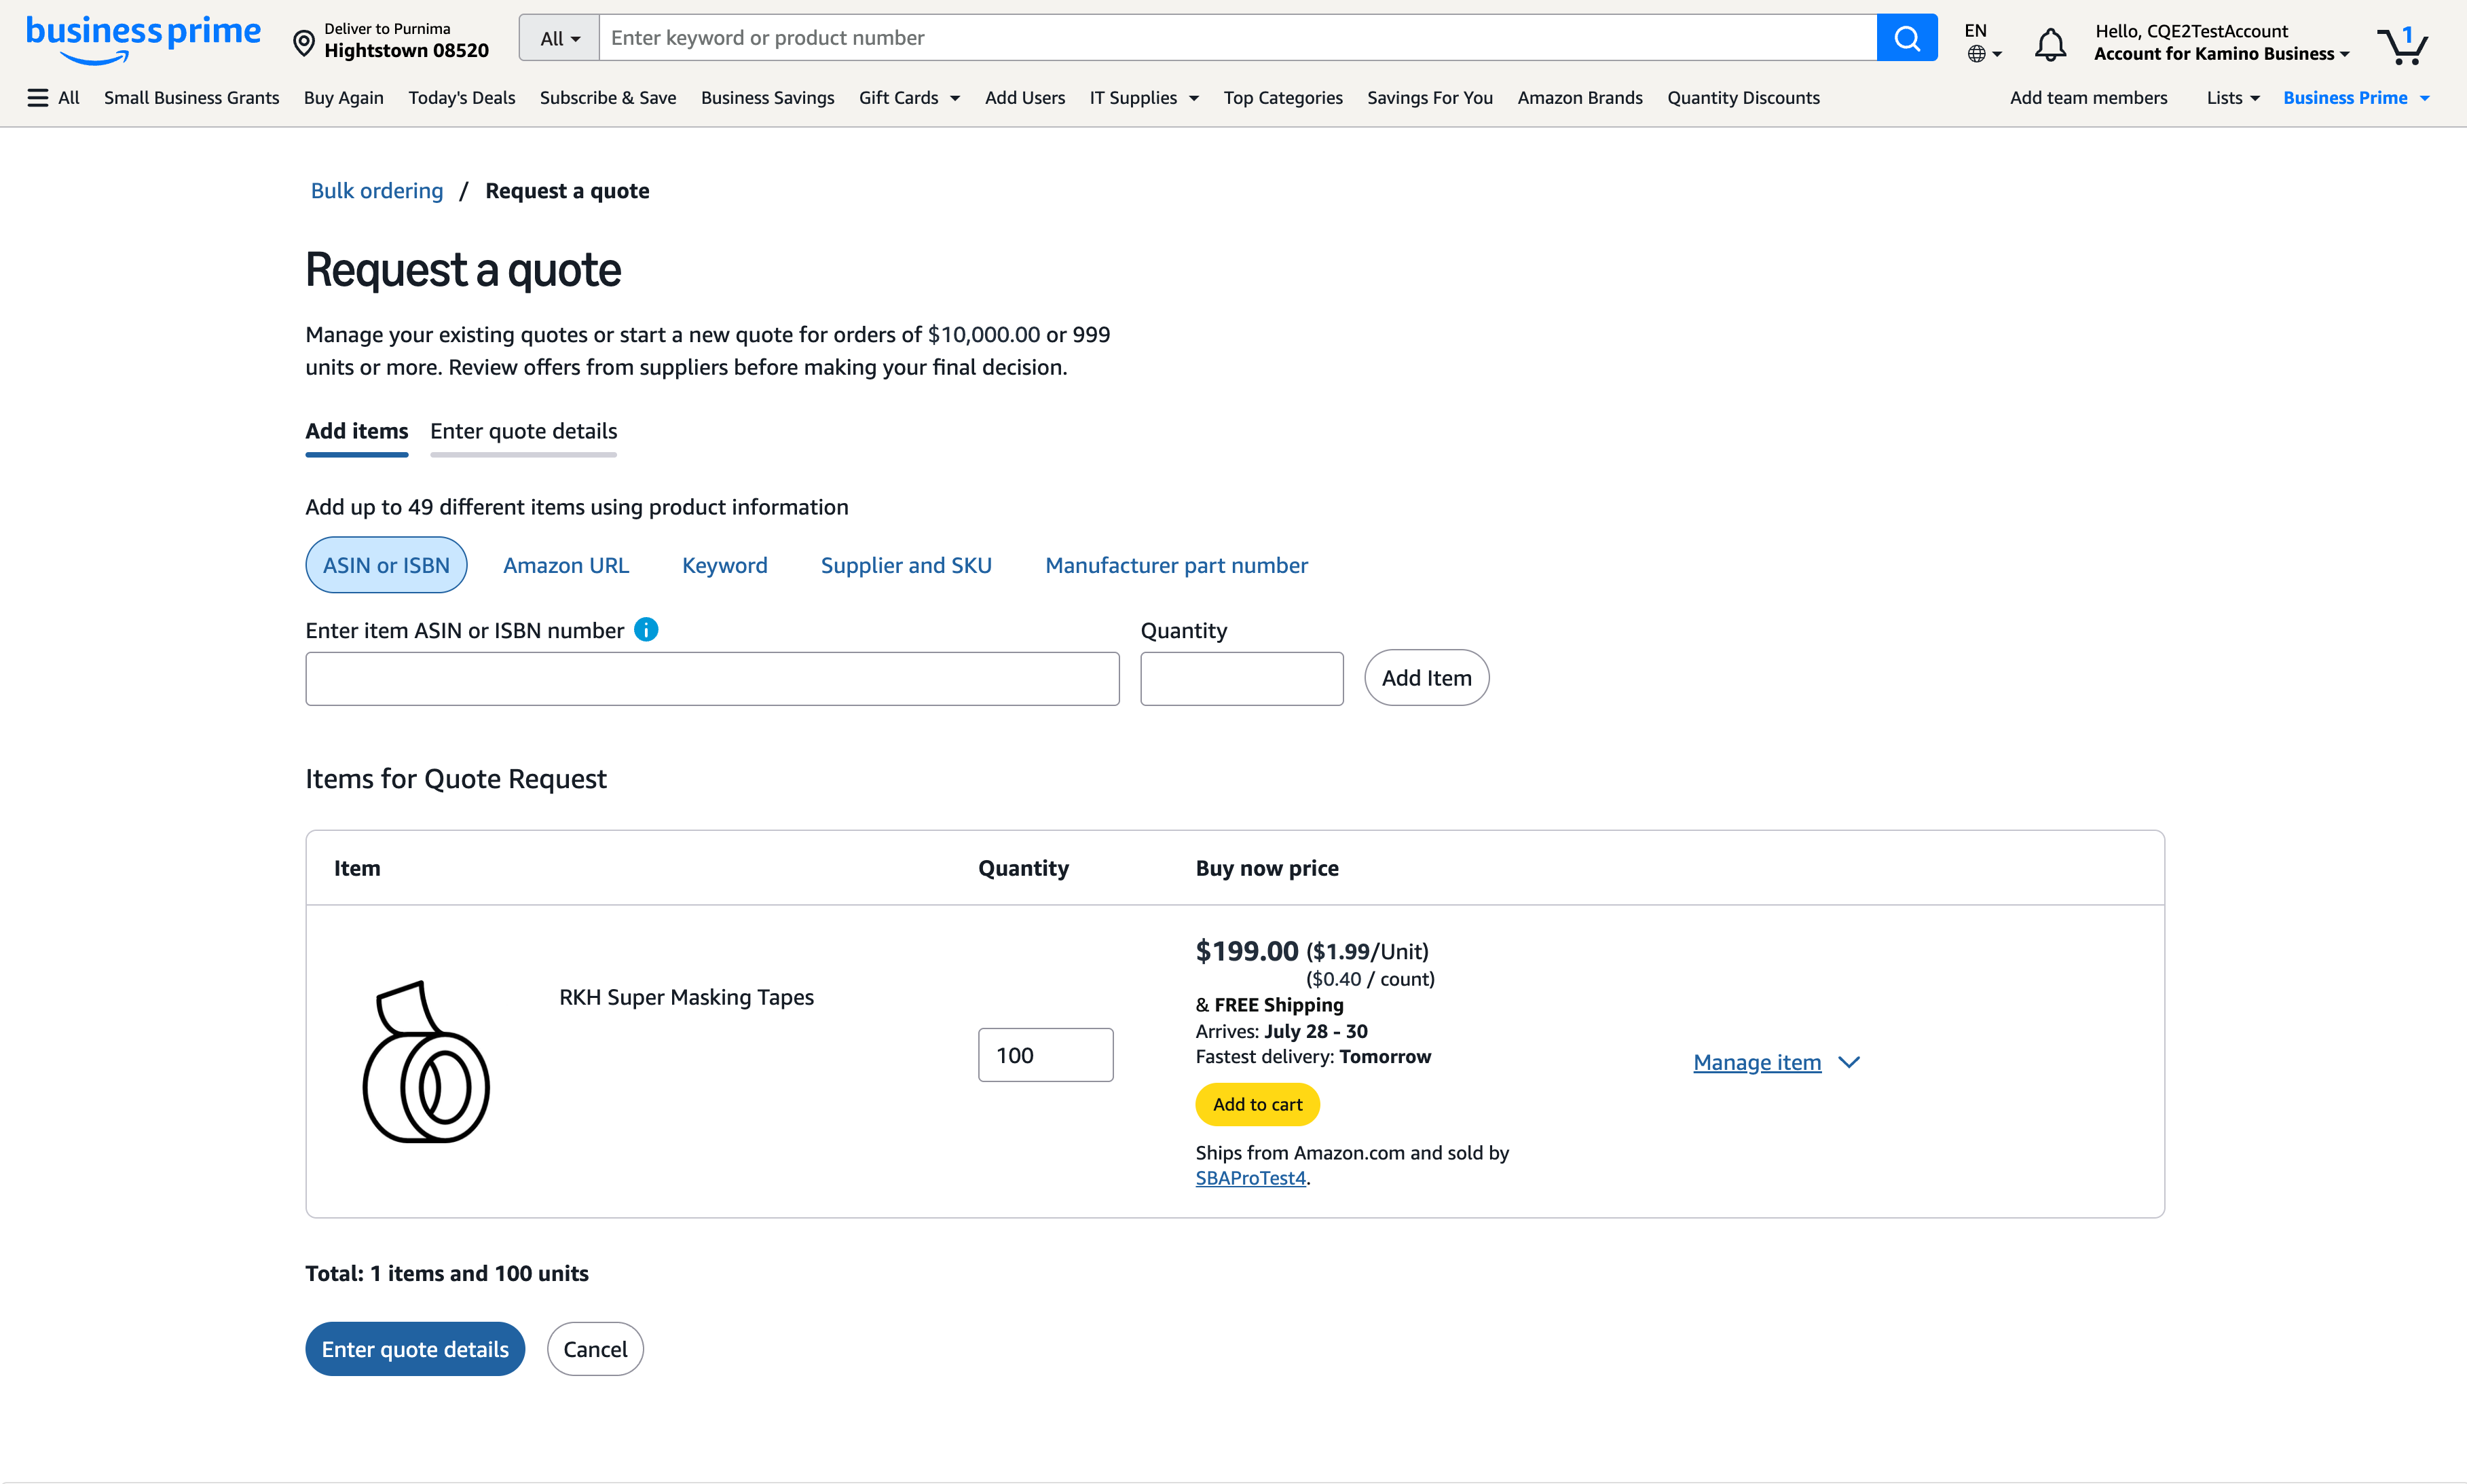 business prime
Deliver to Purnima
Hightstown 08520
All
Enter keyword or product number
EN
Hello, CQE2TestAccount
Account for Kamino Business
1
All
Small Business Grants
Buy Again
Today's Deals
Subscribe & Save
Business Savings
Gift Cards
Add Users
IT Supplies
Top Categories
Savings For You
Amazon Brands
Quantity Discounts
Add team members
Lists
Business Prime
Bulk ordering / Request a quote
Request a quote
Manage your existing quotes or start a new quote for orders of $10,000.00 or 999
units or more. Review offers from suppliers before making your final decision.
Add items
Enter quote details
Add up to 49 different items using product information
ASIN or ISBN
Amazon URL
Keyword
Supplier and SKU
Manufacturer part number
Enter item ASIN or ISBN number
Quantity
Add Item
Items for Quote Request
Item
Quantity
Buy now price
RKH Super Masking Tapes
100
$199.00 ($1.99/Unit)
($0.40 / count)
& FREE Shipping
Arrives: July 28 - 30
Fastest delivery: Tomorrow
Add to cart
Ships from Amazon.com and sold by
SBAProTest4.
Manage item
Total: 1 items and 100 units
Enter quote details
Cancel